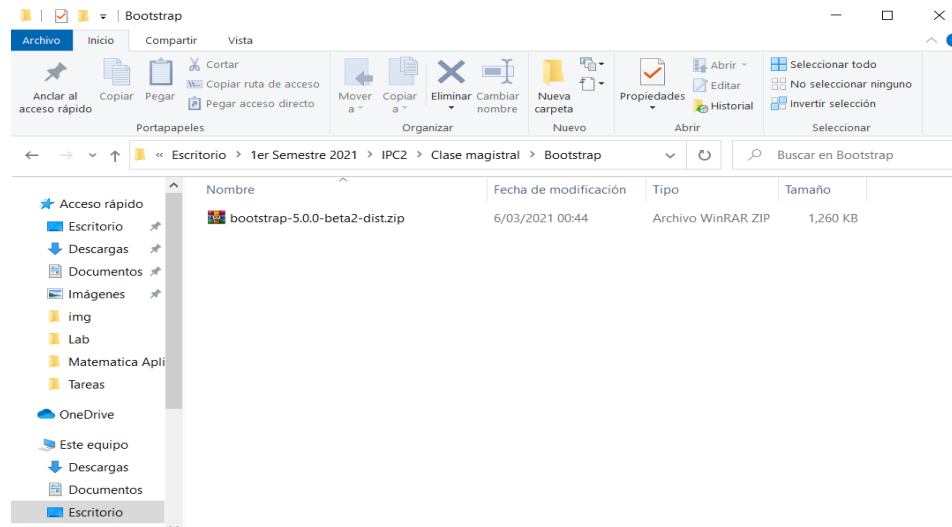 Bootstrap
Archivo Inicio Compartir Vista
Anclar al acceso rápido
Copiar
Pegar
Cortar
Copiar ruta de acceso
Pegar acceso directo
Mover a
Copiar a
Eliminar
Cambiar nombre
Nueva carpeta
Propiedades
Abrir
Editar
Historial
Seleccionar todo
No seleccionar ninguno
Invertir selección
Portapapeles Organizar Nuevo Abrir Seleccionar
« Escritorio > 1er Semestre 2021 > IPC2 > Clase magistral > Bootstrap
Buscar en Bootstrap
Nombre Fecha de modificación Tipo Tamaño
bootstrap-5.0.0-beta2-dist.zip 6/03/2021 00:44 Archivo WinRAR ZIP 1,260 KB
Acceso rápido
Escritorio
Descargas
Documentos
Imágenes
img
Lab
Matematica Apli
Tareas
OneDrive
Este equipo
Descargas
Documentos
Escritorio